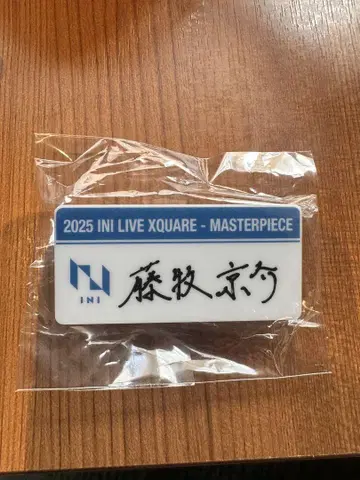 2025 INI LIVE XQUARE - MASTERPIECE
藤牧 京介
INI